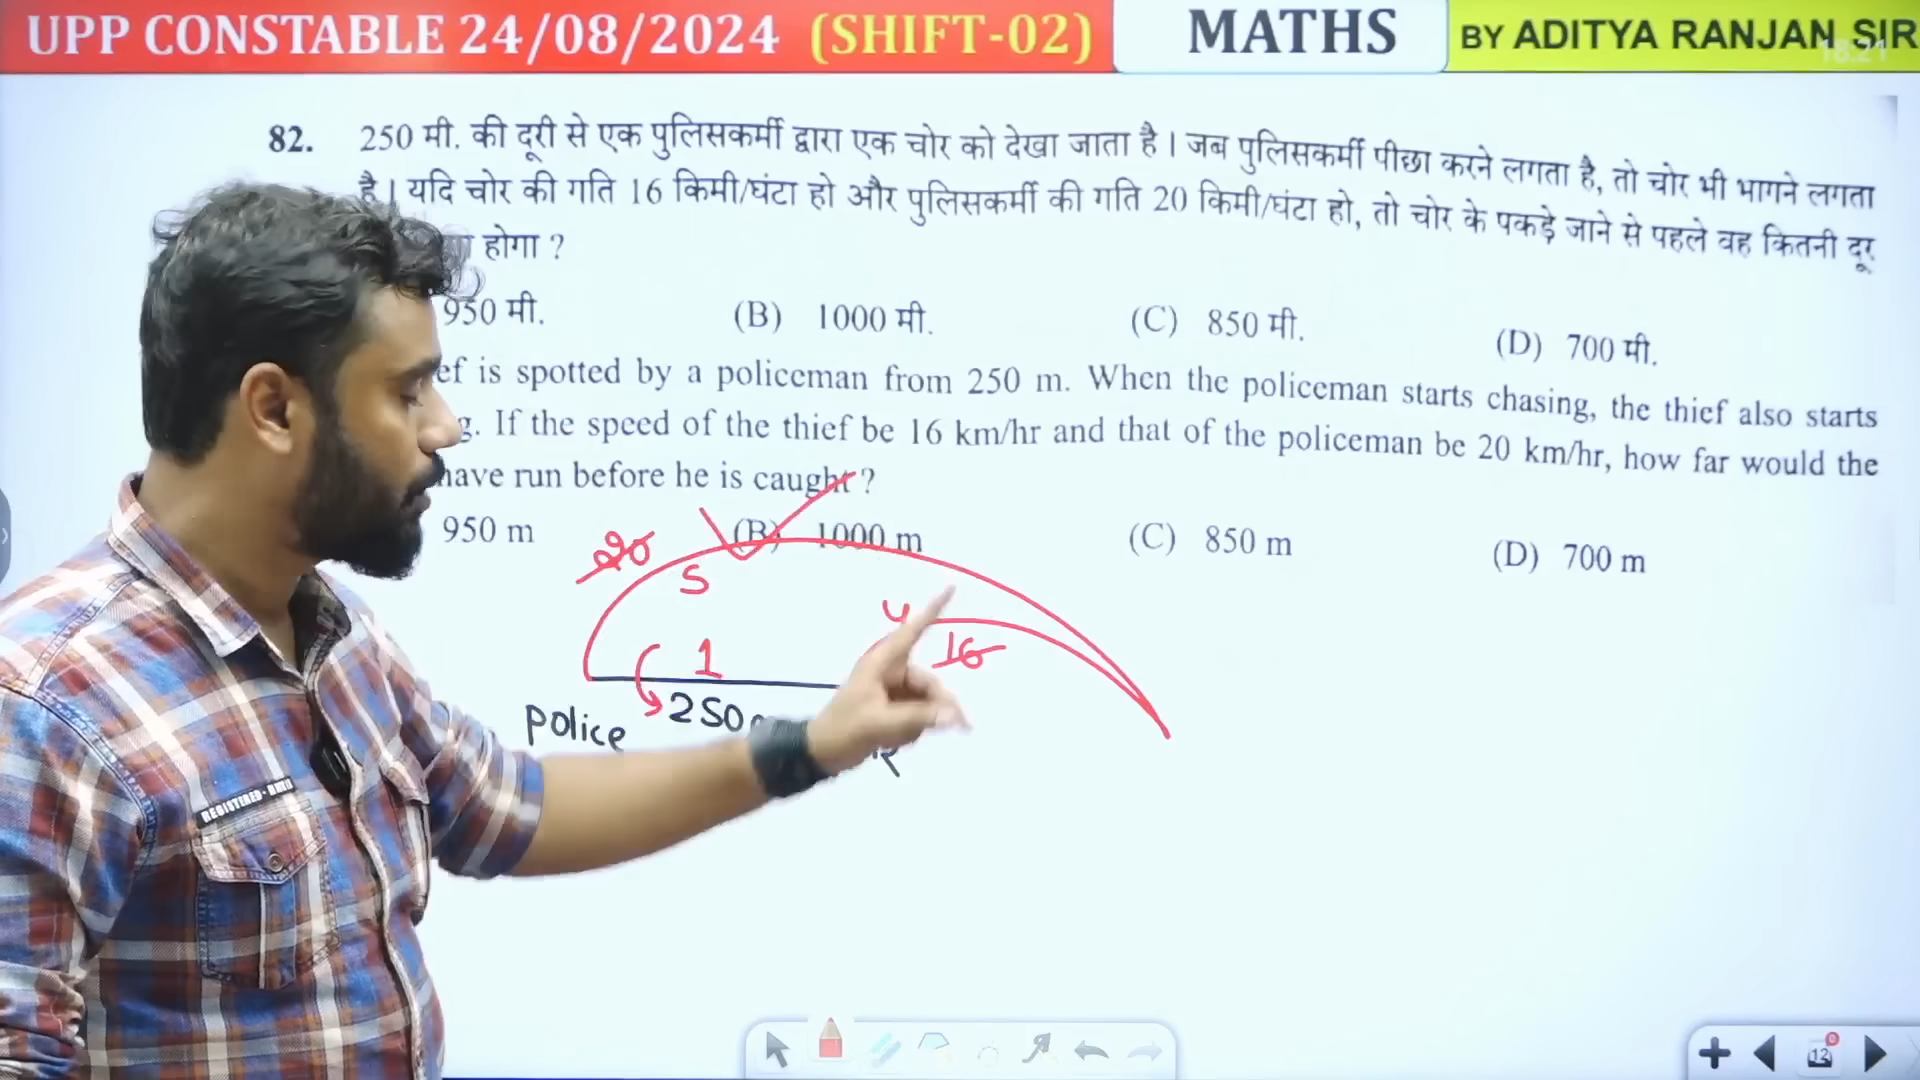 UPP CONSTABLE 24/08/2024 (SHIFT-02) MATHS BY ADITYA RANJAN SIR
18:21
82. 250 मी. की दूरी से एक पुलिसकर्मी द्वारा एक चोर को देखा जाता है। जब पुलिसकर्मी पीछा करने लगता है, तो चोर भी भागने लगता
है। यदि चोर की गति 16 किमी/घंटा हो और पुलिसकर्मी की गति 20 किमी/घंटा हो, तो चोर के पकड़े जाने से पहले वह कितनी दूर
होगा ?
950 मी. (B) 1000 मी. (C) 850 मी. (D) 700 मी.
is spotted by a policeman from 250 m. When the policeman starts chasing, the thief also starts
g. If the speed of the thief be 16 km/hr and that of the policeman be 20 km/hr, how far would the
have run before he is caught ?
950 m (B) 1000 m (C) 850 m (D) 700 m
20
5
4
1 16
250
Police
REGISTERED
12